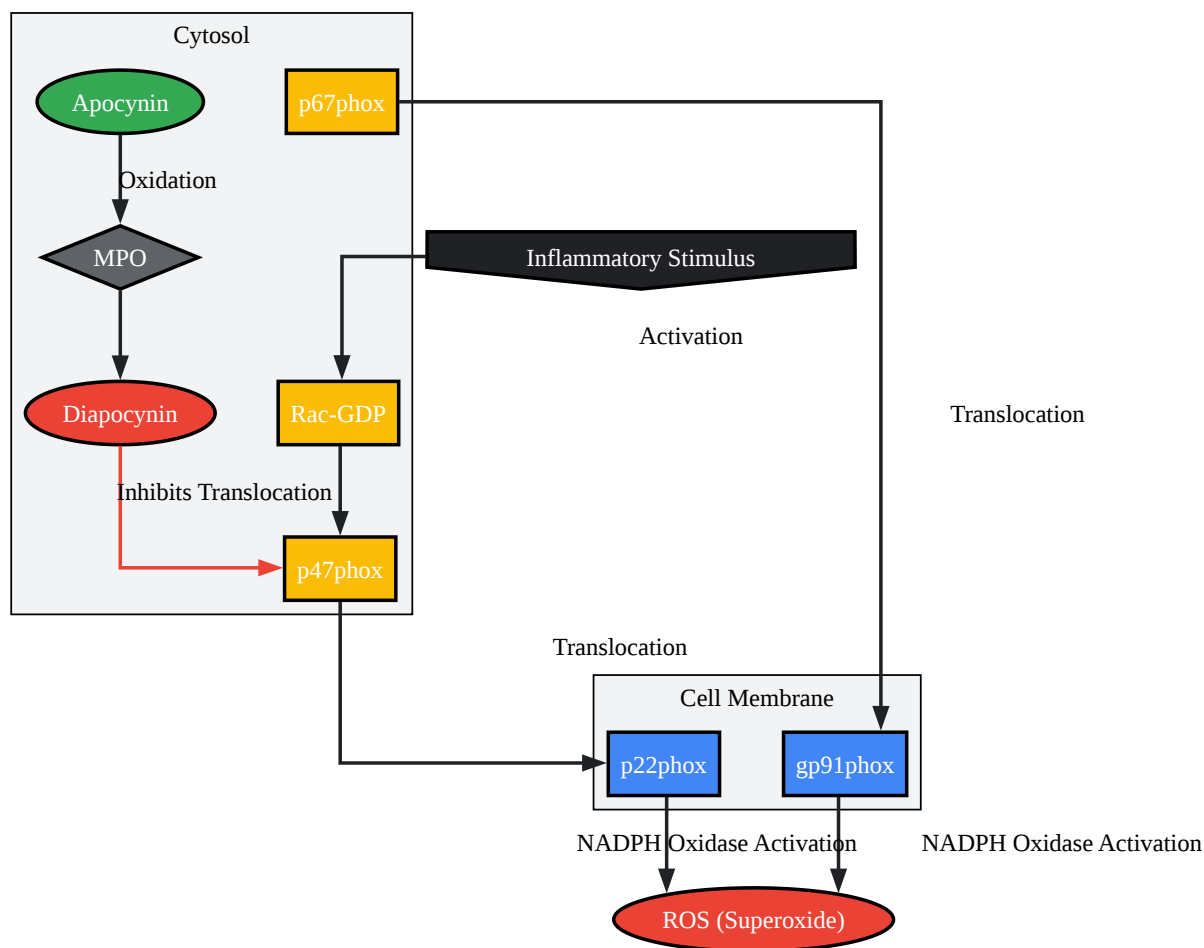 Cytosol
Apocynin
p67phox
Oxidation
MPO
Inflammatory Stimulus
Activation
Diapocynin
Rac-GDP
Translocation
Inhibits Translocation
p47phox
Translocation
Cell Membrane
p22phox
gp91phox
NADPH Oxidase Activation
NADPH Oxidase Activation
ROS (Superoxide)